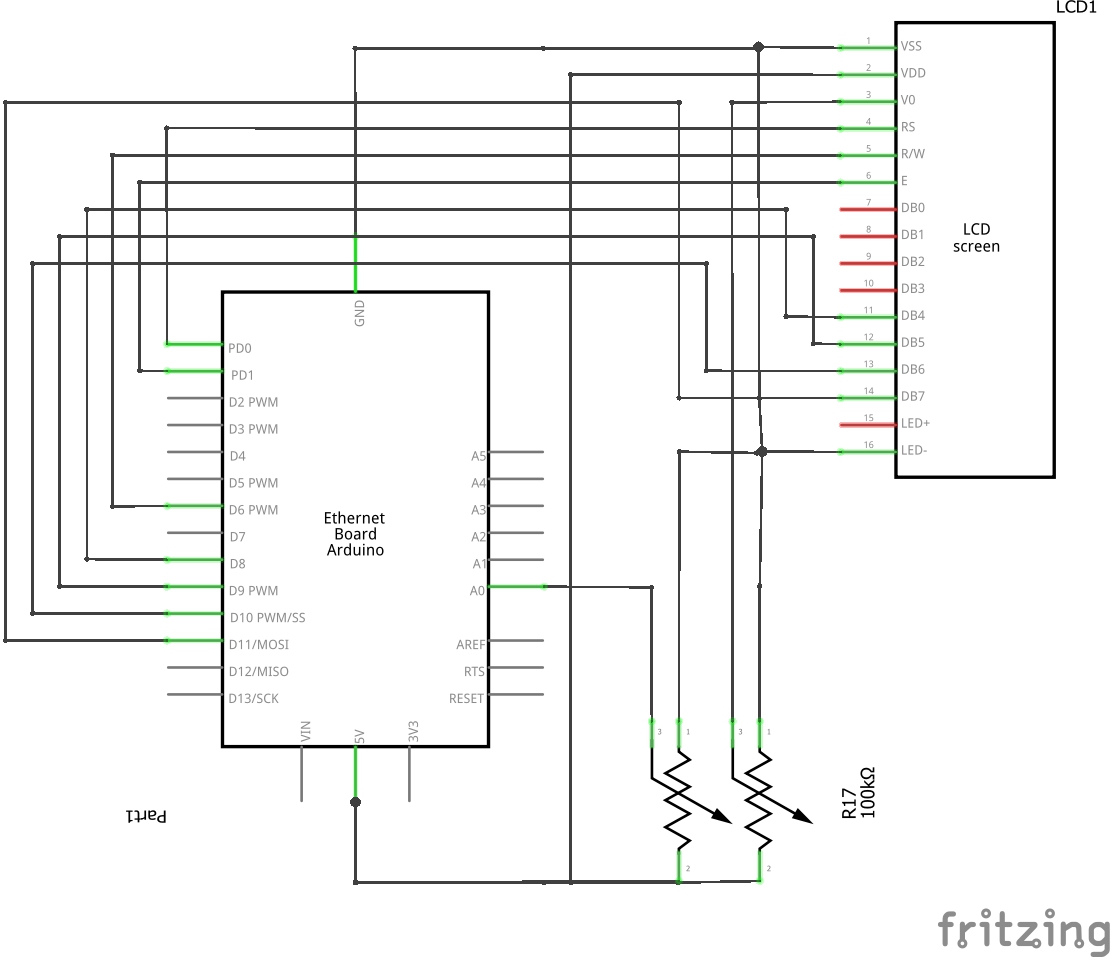 LCD1
1 VSS
2 VDD
3 V0
4 RS
5 R/W
6 E
7 DB0
8 DB1
9 DB2
10 DB3
11 DB4
12 DB5
13 DB6
14 DB7
15 LED+
16 LED-
LCD
screen
GND
PD0
PD1
D2 PWM
D3 PWM
D4
D5 PWM
D6 PWM
D7
D8
D9 PWM
D10 PWM/SS
D11/MOSI
D12/MISO
D13/SCK
Ethernet
Board
Arduino
A5
A4
A3
A2
A1
A0
AREF
RTS
RESET
VIN
5V
3V3
Part1
3
1
2
3
1
2
R17
100kΩ
fritzing